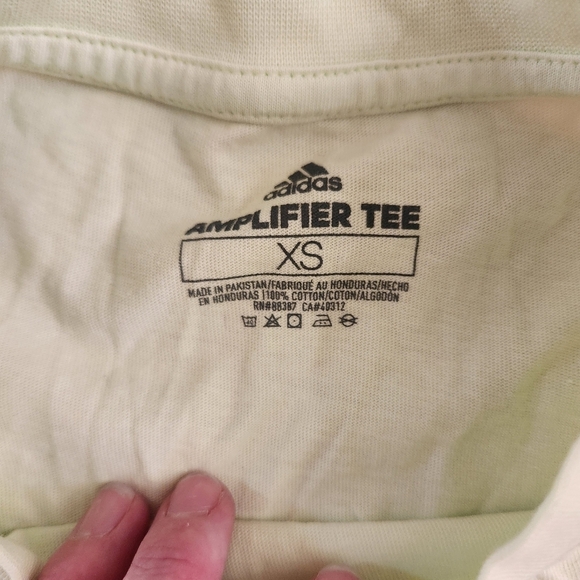 adidas
AMPLIFIER TEE
XS
MADE IN PAKISTAN/FABRIQUÉ AU HONDURAS/HECHO
EN HONDURAS | 100% COTTON/COTON/ALGODÓN
RN#88387 CA#40312